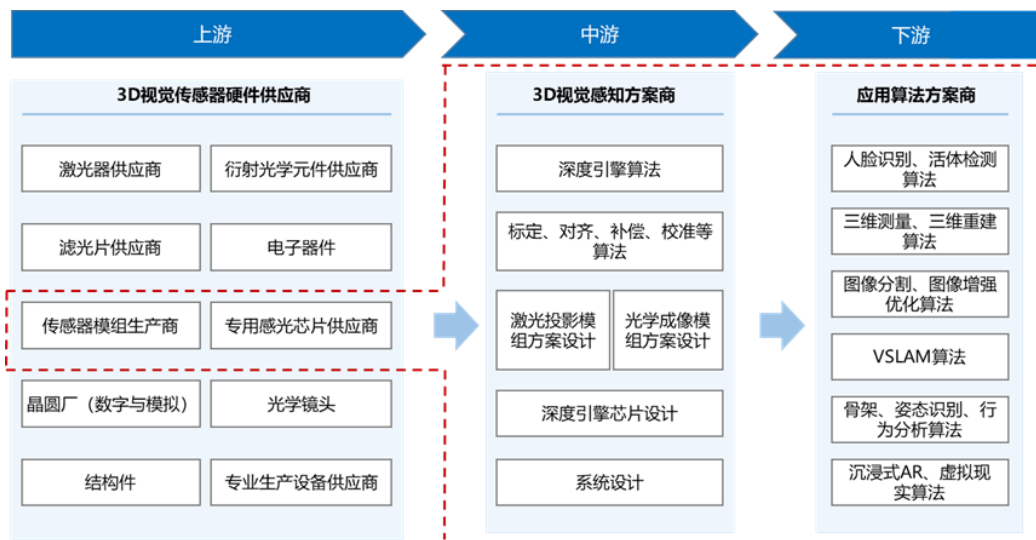 上游
中游
下游
3D视觉传感器硬件供应商
激光器供应商
衍射光学元件供应商
滤光片供应商
电子器件
传感器模组生产商
专用感光芯片供应商
晶圆厂（数字与模拟）
光学镜头
结构件
专业生产设备供应商
3D视觉感知方案商
深度引擎算法
标定、对齐、补偿、校准等
算法
激光投影模
组方案设计
光学成像模
组方案设计
深度引擎芯片设计
系统设计
应用算法方案商
人脸识别、活体检测
算法
三维测量、三维重建
算法
图像分割、图像增强
优化算法
VSLAM算法
骨架、姿态识别、行
为分析算法
沉浸式AR、虚拟现
实算法